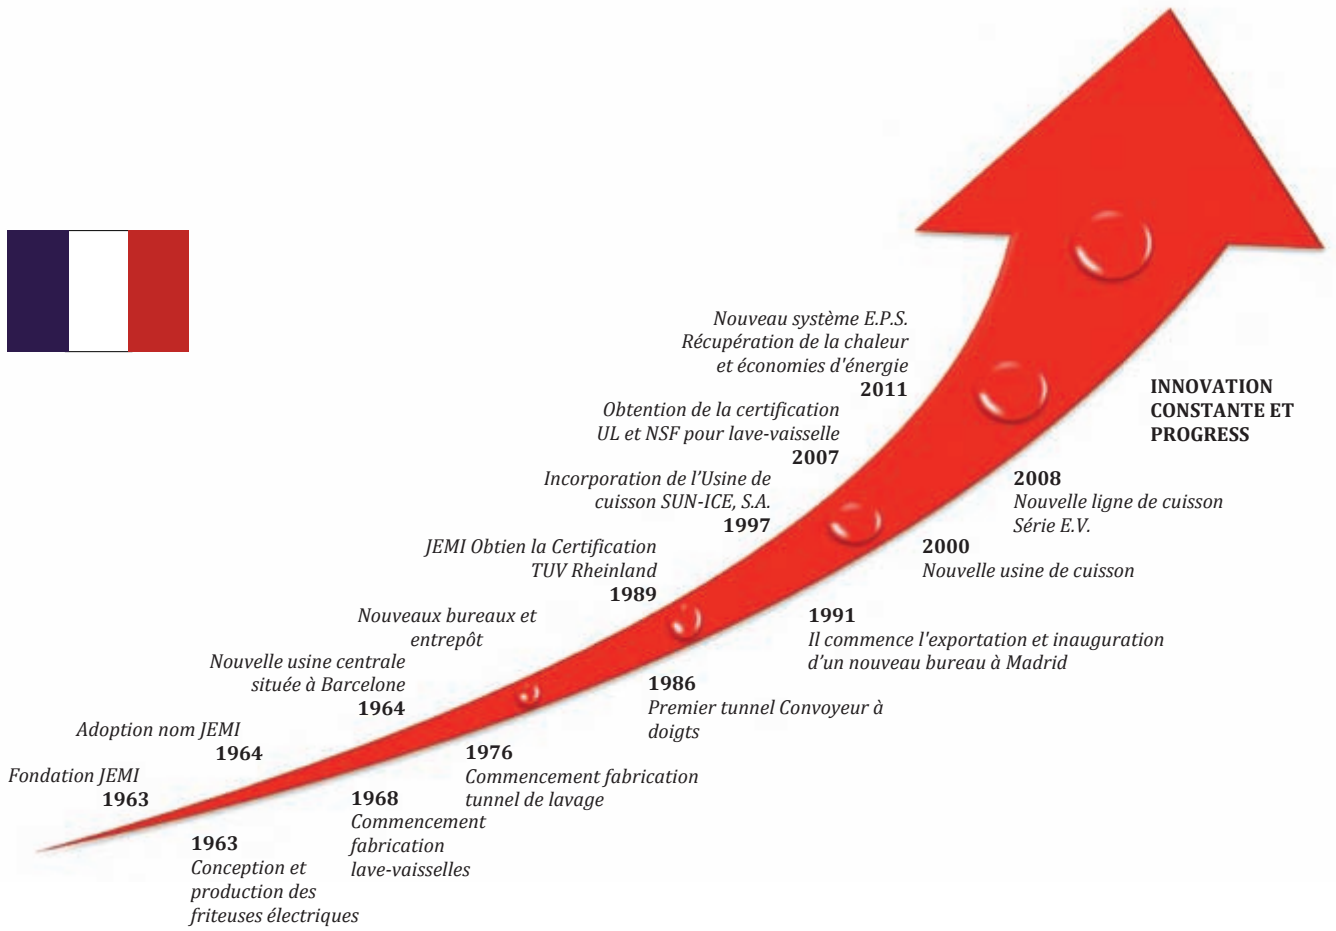 Nouveau système E.P.S.
Récupération de la chaleur
et économies d'énergie
2011
INNOVATION
CONSTANTE ET
PROGRESS
Obtention de la certification
UL et NSF pour lave-vaisselle
2007
Incorporation de l’Usine de
cuisson SUN-ICE, S.A.
1997
2008
Nouvelle ligne de cuisson
Série E.V.
JEMI Obtien la Certification
TUV Rheinland
1989
2000
Nouvelle usine de cuisson
Nouveaux bureaux et
entrepôt
1991
Il commence l'exportation et inauguration
d’un nouveau bureau à Madrid
Nouvelle usine centrale
située à Barcelone
1964
1986
Premier tunnel Convoyeur à
doigts
Adoption nom JEMI
1964
1976
Commencement fabrication
tunnel de lavage
Fondation JEMI
1963
1968
Commencement
fabrication
lave-vaisselles
1963
Conception et
production des
friteuses électriques